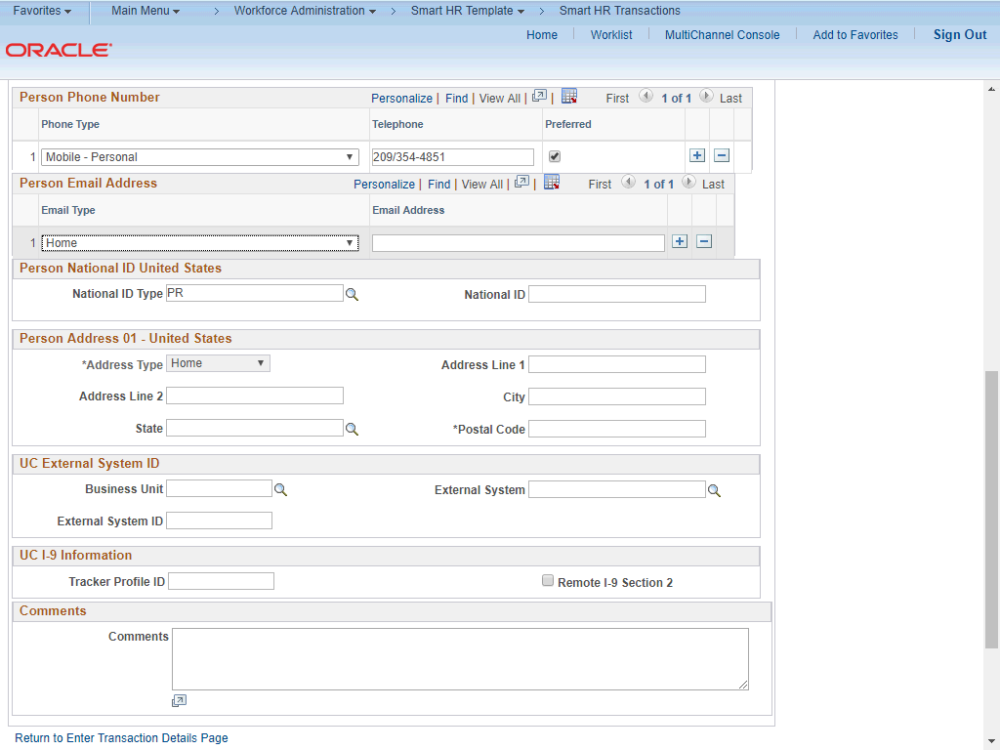 Favorites Main Menu > Workforce Administration > Smart HR Template > Smart HR Transactions
Home Worklist MultiChannel Console Add to Favorites Sign Out
ORACLE
Person Phone Number Personalize | Find | View All | | First 1 of 1 Last
Phone Type Telephone Preferred
1 Mobile - Personal 209/354-4851
Person Email Address Personalize | Find | View All | | First 1 of 1 Last
Email Type Email Address
1 Home
Person National ID United States
National ID Type PR National ID
Person Address 01 - United States
*Address Type Home Address Line 1
Address Line 2 City
State *Postal Code
UC External System ID
Business Unit External System
External System ID
UC I-9 Information
Tracker Profile ID Remote I-9 Section 2
Comments
Comments
Return to Enter Transaction Details Page